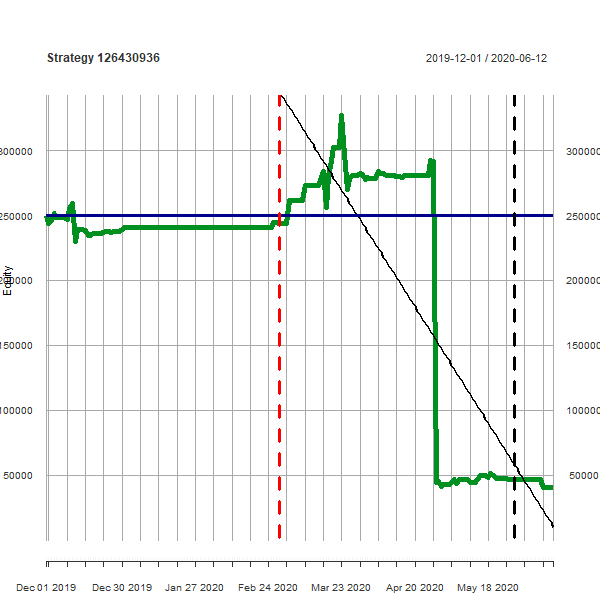 Strategy 126430936
2019-12-01 / 2020-06-12
300000
300000
250000
250000
Equity
200000
200000
150000
150000
100000
100000
50000
50000
Dec 01 2019
Dec 30 2019
Jan 27 2020
Feb 24 2020
Mar 23 2020
Apr 20 2020
May 18 2020